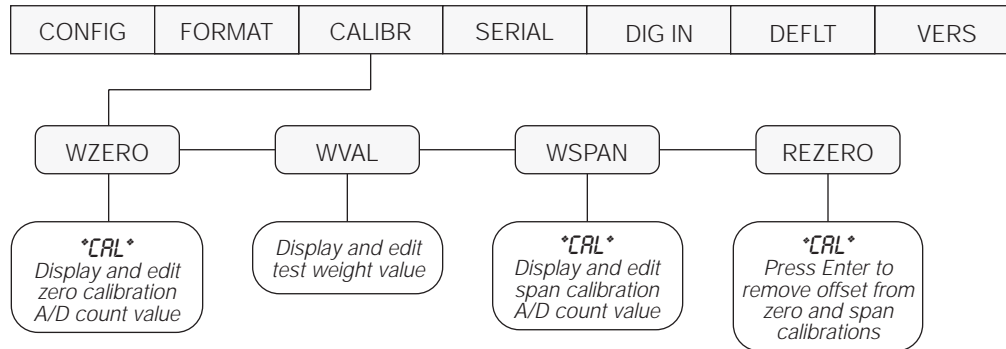 CONFIG FORMAT CALIBR SERIAL DIG IN DEFLT VERS
WZERO WVAL WSPAN REZERO
*CAL*
Display and edit
zero calibration
A/D count value
Display and edit
test weight value
*CAL*
Display and edit
span calibration
A/D count value
*CAL*
Press Enter to
remove offset from
zero and span
calibrations